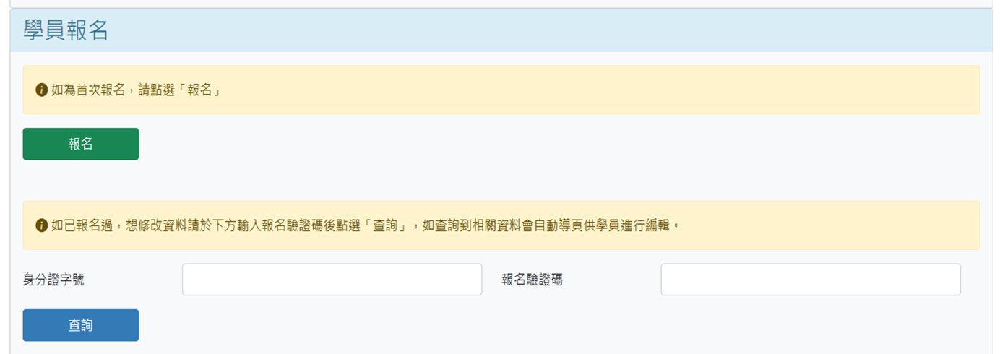 學員報名
如為首次報名，請點選「報名」
報名
如已報名過，想修改資料請於下方輸入報名驗證碼後點選「查詢」，如查詢到相關資料會自動導頁供學員進行編輯。
身分證字號
報名驗證碼
查詢